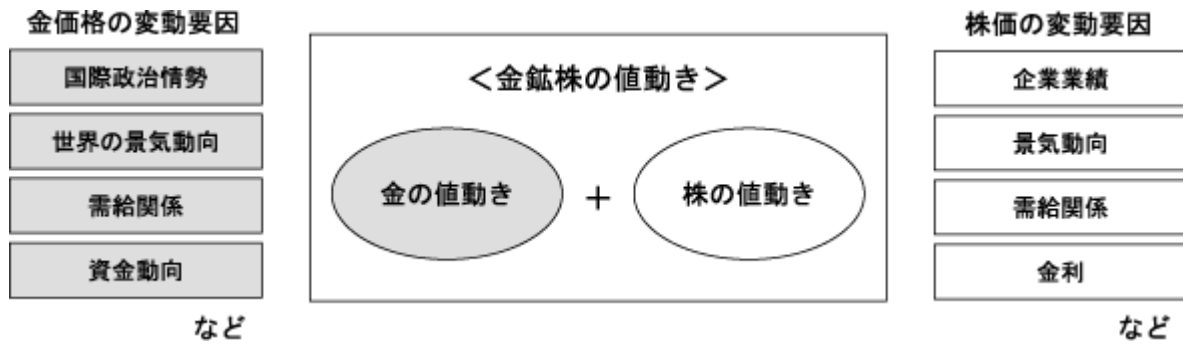 金価格の変動要因
国際政治情勢
世界の景気動向
需給関係
資金動向
など
＜金鉱株の値動き＞
金の値動き
+
株の値動き
株価の変動要因
企業業績
景気動向
需給関係
金利
など